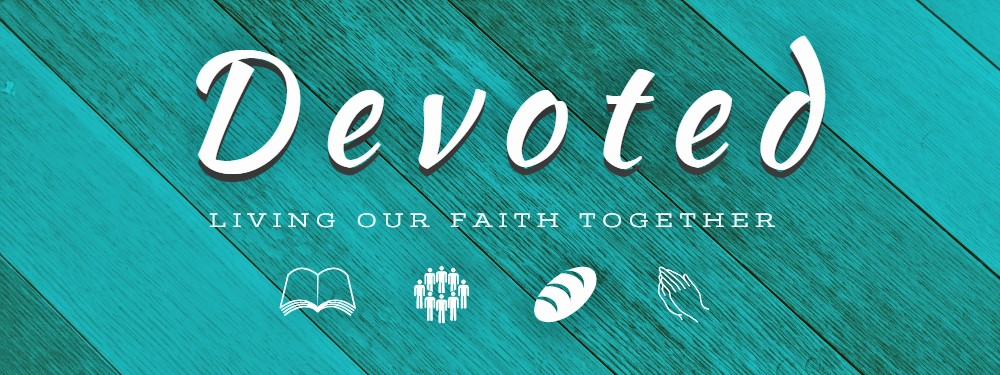 Devoted
LIVING OUR FAITH TOGETHER